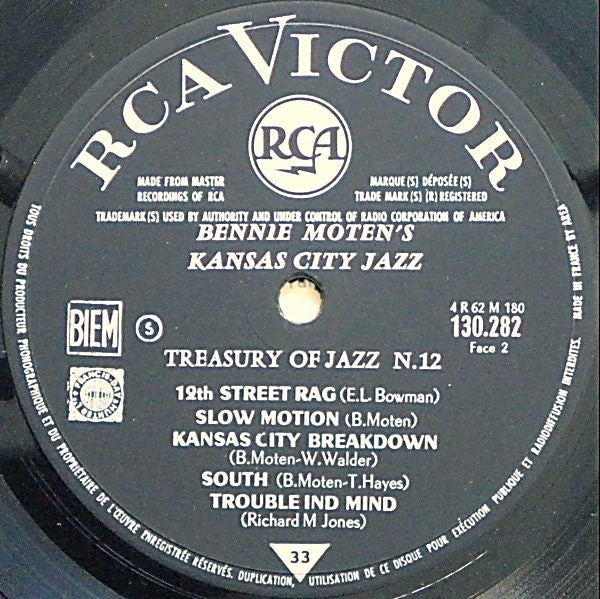 RCA VICTOR
RCA
MADE FROM MASTER
RECORDINGS OF RCA
MARQUE(S) DÉPOSÉE(S)
TRADE MARK(S) (R) REGISTERED
TRADEMARK(S) USED BY AUTHORITY AND UNDER CONTROL OF RADIO CORPORATION OF AMERICA
BENNIE MOTEN'S
KANSAS CITY JAZZ
BIEM
S
4 R 62 M 180
130.282
Face 2
TREASURY OF JAZZ N.12
12th STREET RAG (E.L. Bowman)
SLOW MOTION (B.Moten)
KANSAS CITY BREAKDOWN
(B.Moten-W.Walder)
SOUTH (B.Moten-T.Hayes)
TROUBLE IND MIND
(Richard M Jones)
33
TOUS DROITS DU PRODUCTEUR PHONOGRAPHIQUE ET DU PROPRIÉTAIRE DE L'ŒUVRE ENREGISTRÉE RÉSERVÉS. DUPLICATION, UTILISATION DE CE DISQUE POUR EXÉCUTION PUBLIQUE ET RADIODIFFUSION INTERDITES. MADE IN FRANCE BY AREA